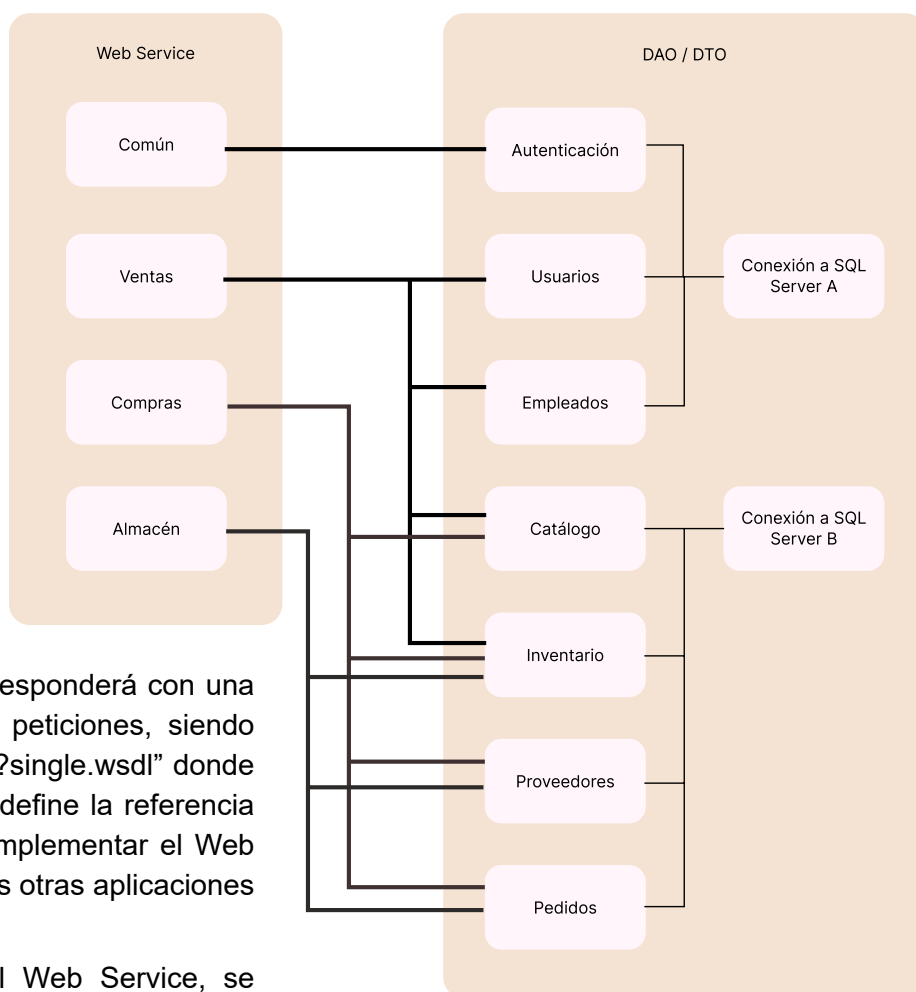 Web Service
Común
Ventas
Compras
Almacén
DAO / DTO
Autenticación
Usuarios
Empleados
Catálogo
Inventario
Proveedores
Pedidos
Conexión a SQL
Server A
Conexión a SQL
Server B
esponderá con una
peticiones, siendo
?single.wsdl” donde
define la referencia
mplementar el Web
s otras aplicaciones
l Web Service, se